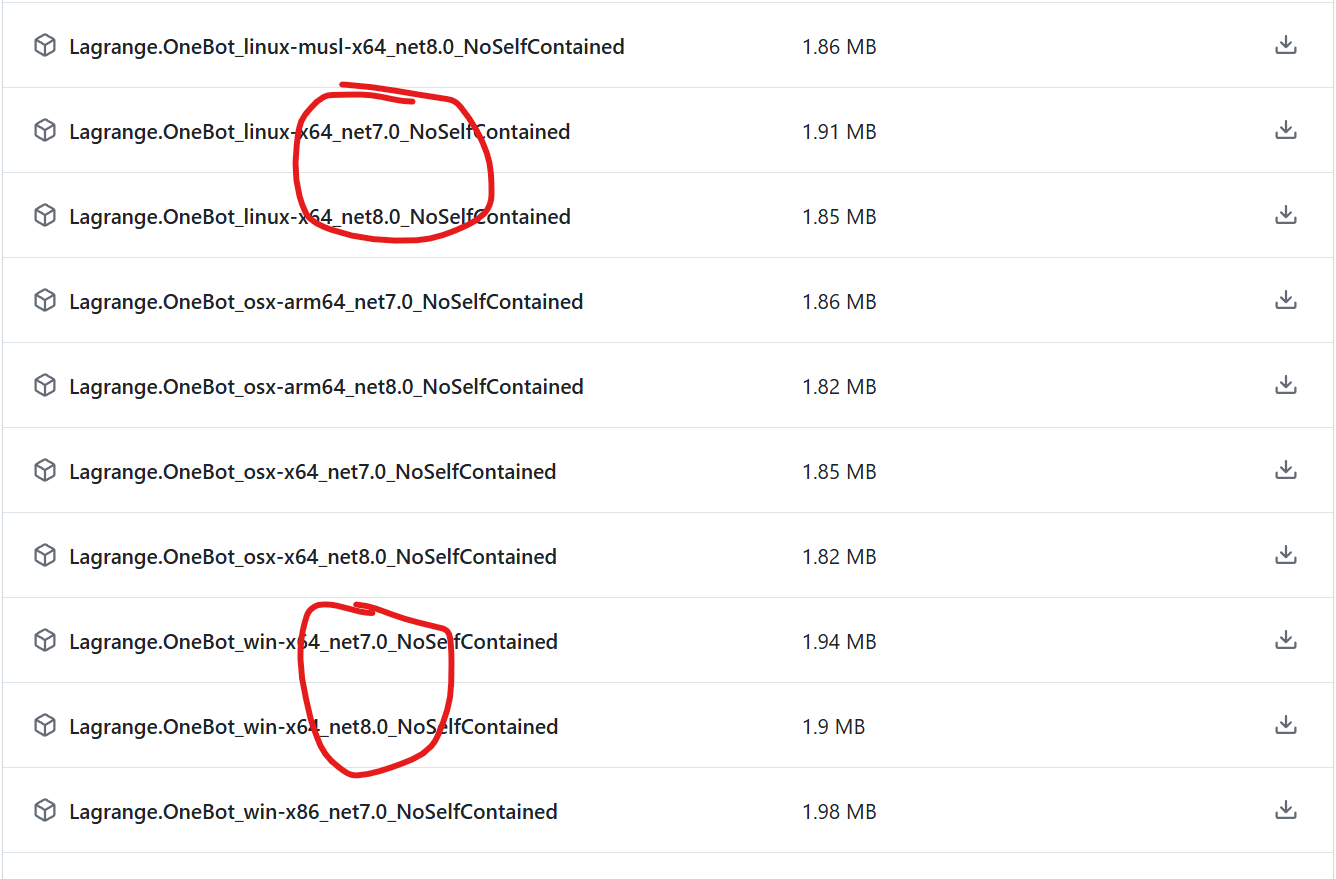 Lagrange.OneBot_linux-musl-x64_net8.0_NoSelfContained 1.86 MB
Lagrange.OneBot_linux-x64_net7.0_NoSelfContained 1.91 MB
Lagrange.OneBot_linux-x64_net8.0_NoSelfContained 1.85 MB
Lagrange.OneBot_osx-arm64_net7.0_NoSelfContained 1.86 MB
Lagrange.OneBot_osx-arm64_net8.0_NoSelfContained 1.82 MB
Lagrange.OneBot_osx-x64_net7.0_NoSelfContained 1.85 MB
Lagrange.OneBot_osx-x64_net8.0_NoSelfContained 1.82 MB
Lagrange.OneBot_win-x64_net7.0_NoSelfContained 1.94 MB
Lagrange.OneBot_win-x64_net8.0_NoSelfContained 1.9 MB
Lagrange.OneBot_win-x86_net7.0_NoSelfContained 1.98 MB